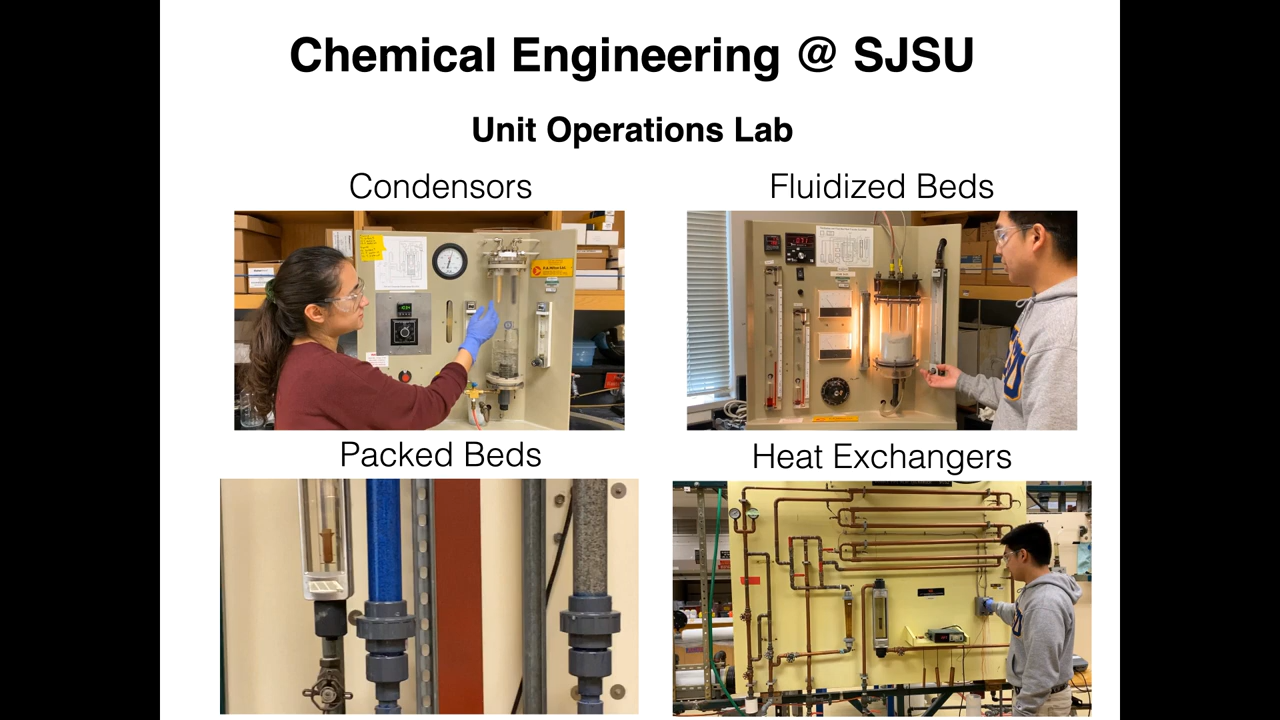 Chemical Engineering @ SJSU
Unit Operations Lab
Condensors
Fluidized Beds
Packed Beds
Heat Exchangers